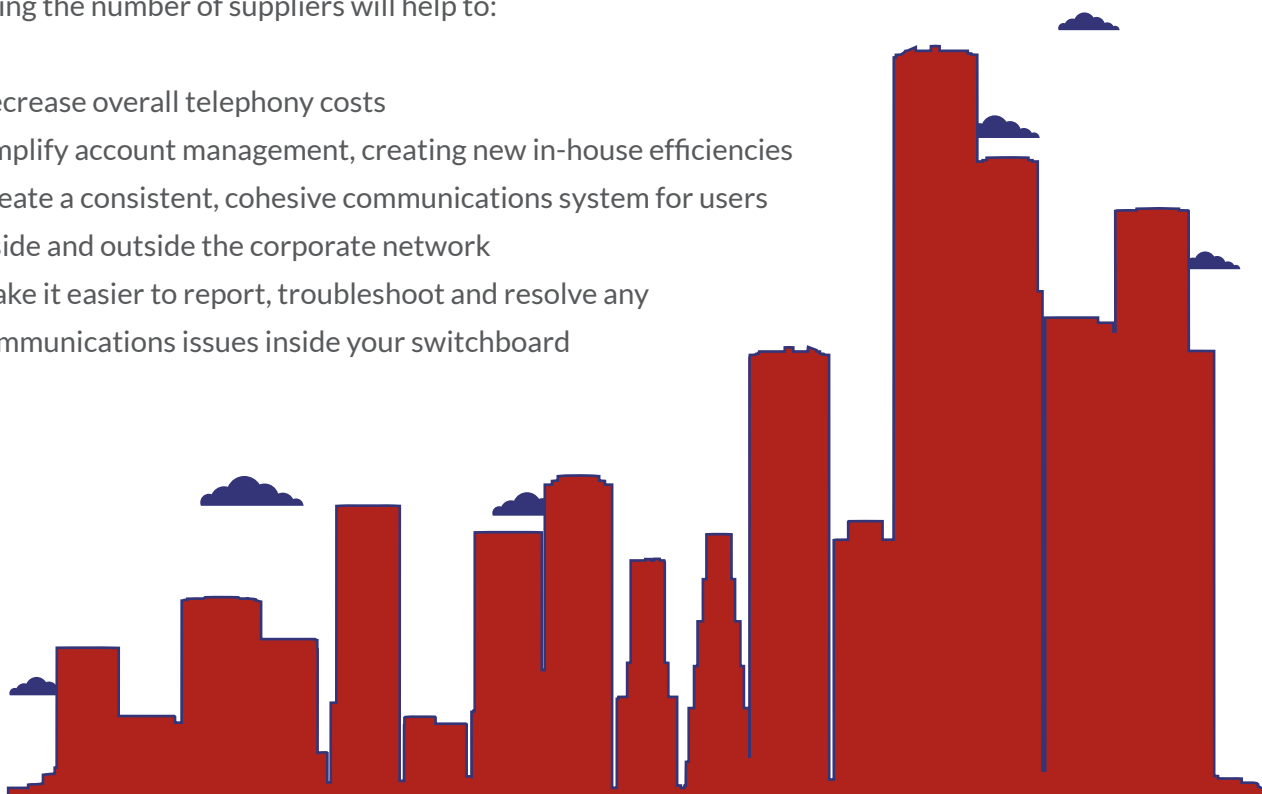 ing the number of suppliers will help to:
ecrease overall telephony costs
mplify account management, creating new in-house efficiencies
eate a consistent, cohesive communications system for users
side and outside the corporate network
ake it easier to report, troubleshoot and resolve any
mmunications issues inside your switchboard